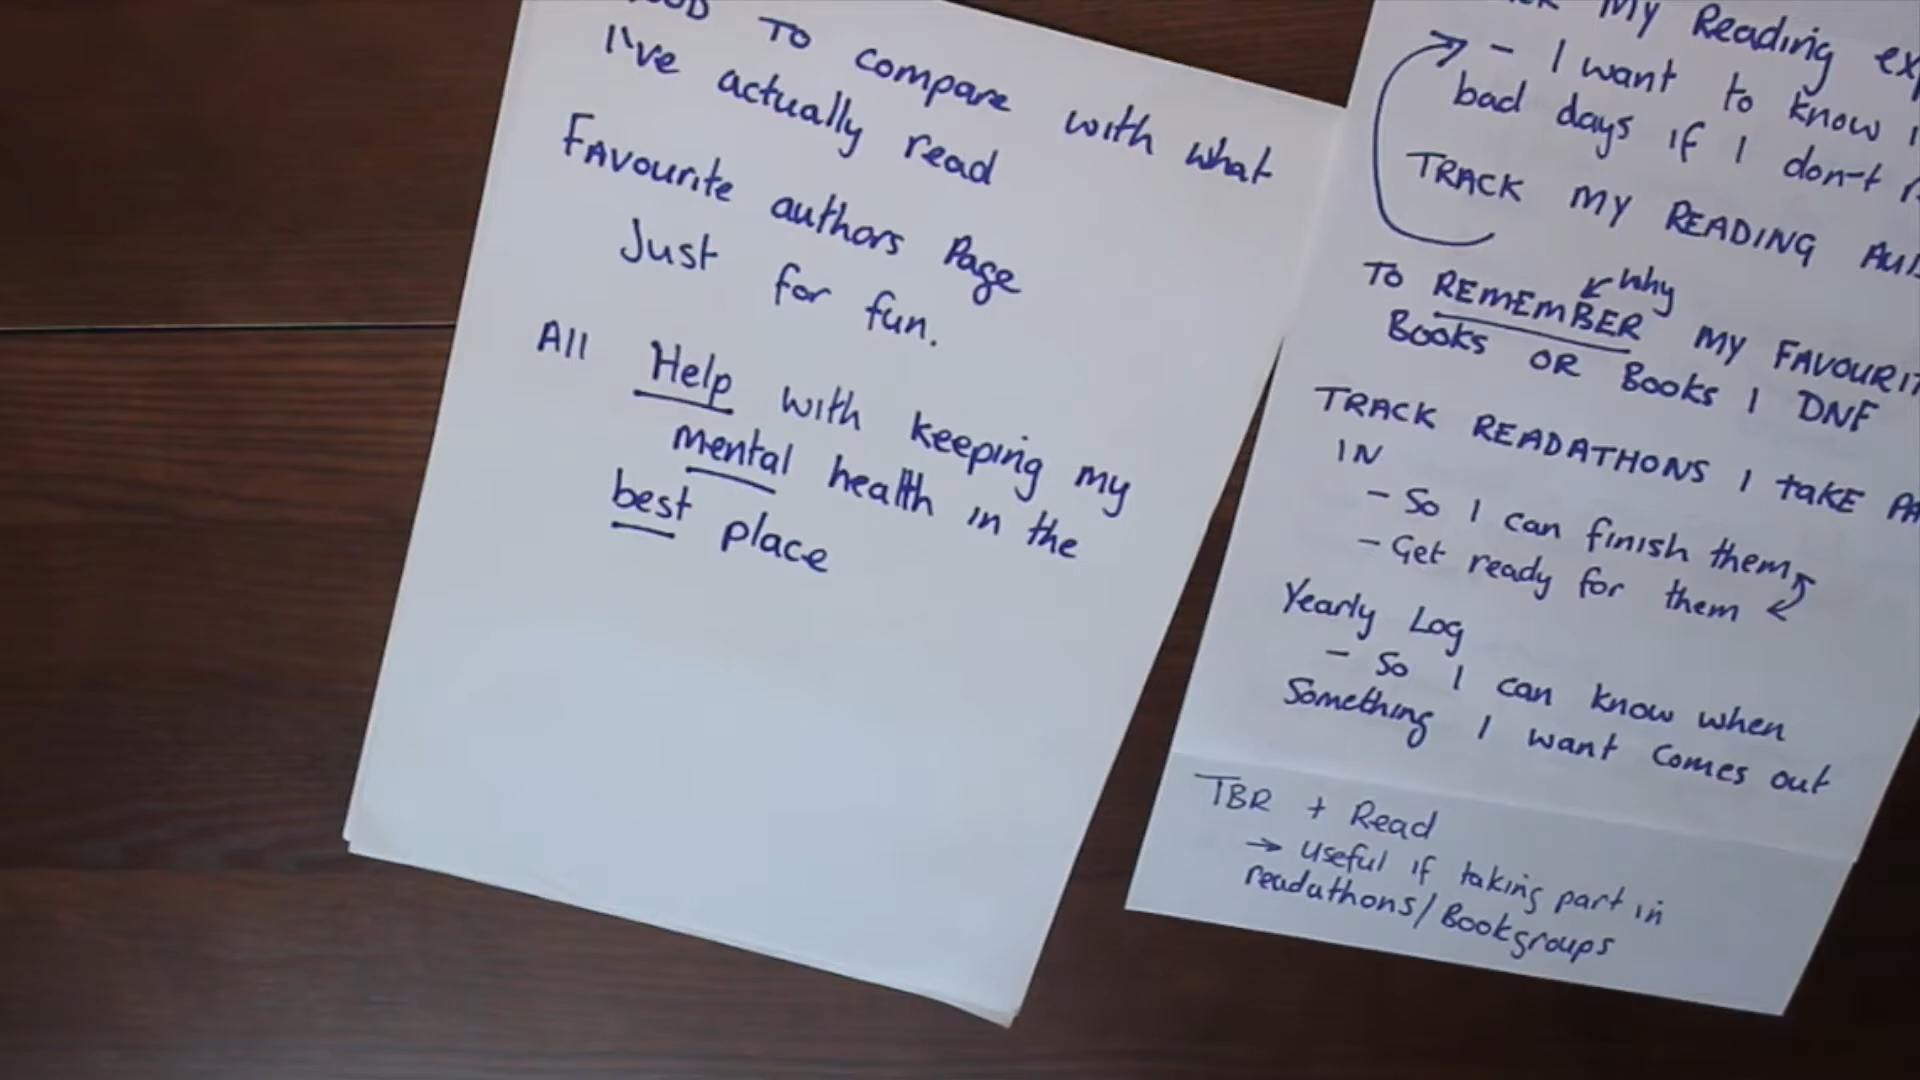 TO compare with what
I've actually read
Favourite authors Page
Just for fun.
All Help with keeping my
mental health in the
best place
My Reading
- I want to know
bad days if I don't
TRACK MY READING
TO REMEMBER why MY
Books OR Books I DNF
TRACK READATHONS I take
IN
- So I can finish them
- Get ready for them
Yearly Log
- So I can know when
Something I want comes out
TBR + Read
→ useful if taking part in
readathons/Bookgroups